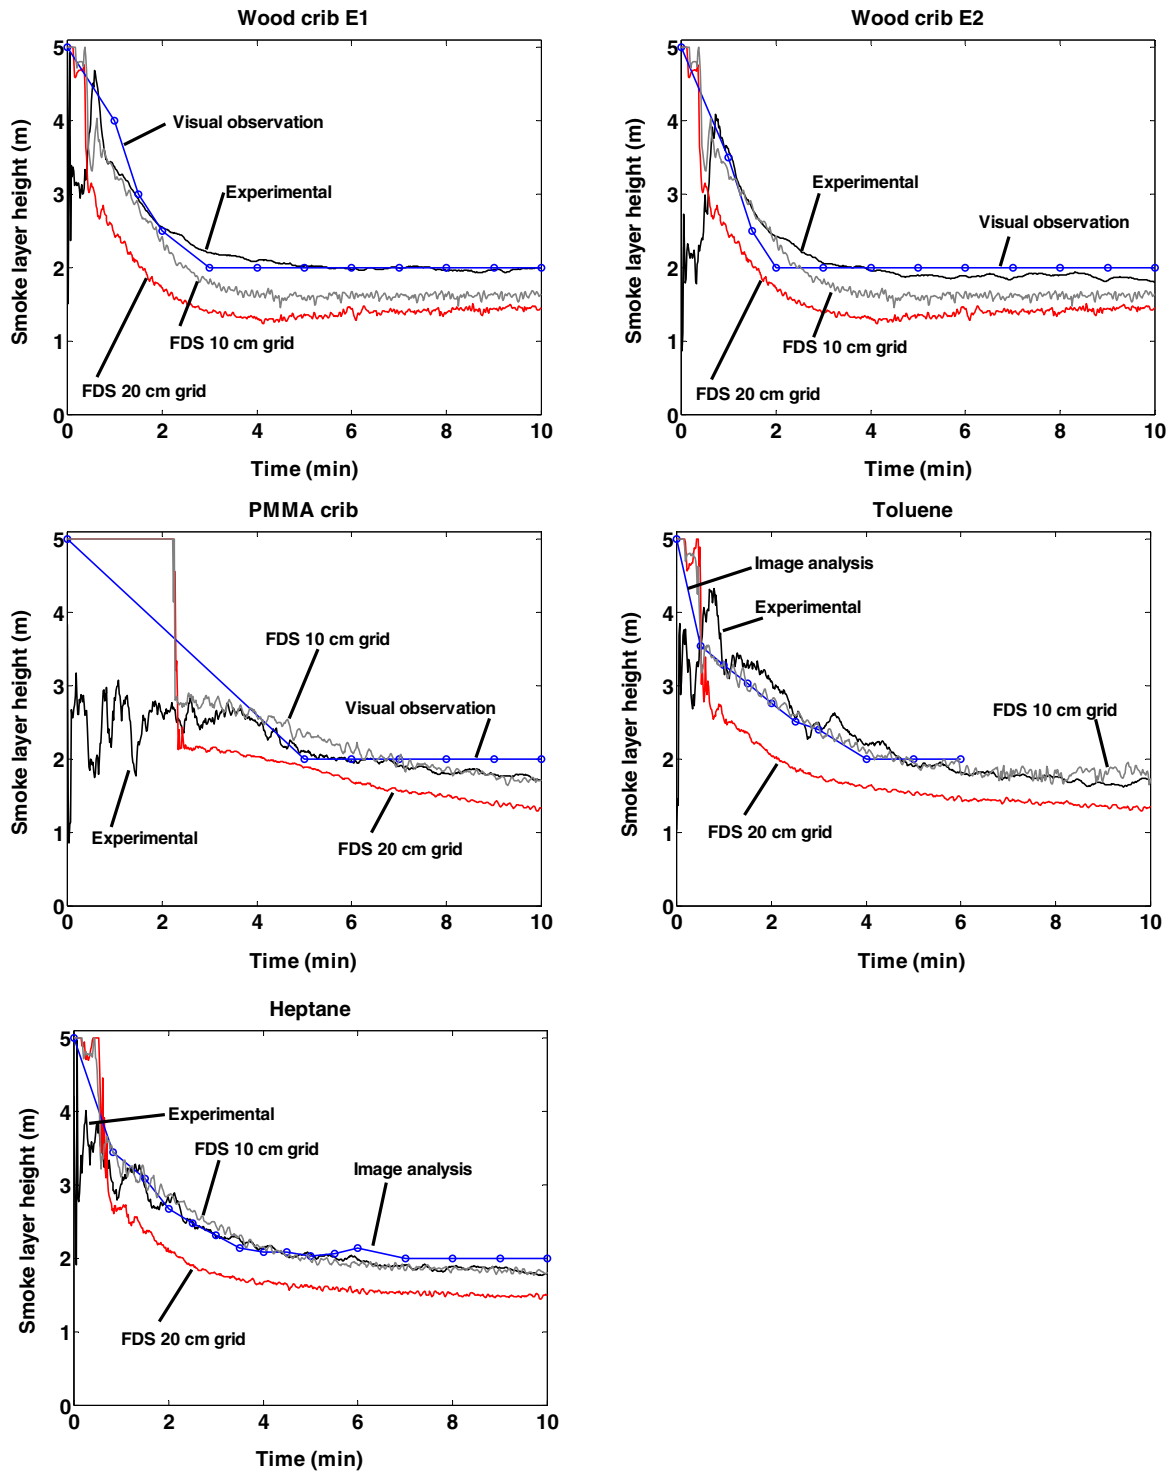 Wood crib E1
5
4
3
2
1
0
0 2 4 6 8 10
Smoke layer height (m)
Time (min)
Visual observation
Experimental
FDS 10 cm grid
FDS 20 cm grid
Wood crib E2
5
4
3
2
1
0
0 2 4 6 8 10
Smoke layer height (m)
Time (min)
Experimental
Visual observation
FDS 10 cm grid
FDS 20 cm grid
PMMA crib
5
4
3
2
1
0
0 2 4 6 8 10
Smoke layer height (m)
Time (min)
FDS 10 cm grid
Visual observation
Experimental
FDS 20 cm grid
Toluene
5
4
3
2
1
0
0 2 4 6 8 10
Smoke layer height (m)
Time (min)
Image analysis
Experimental
FDS 10 cm grid
FDS 20 cm grid
Heptane
5
4
3
2
1
0
0 2 4 6 8 10
Smoke layer height (m)
Time (min)
Experimental
FDS 10 cm grid
Image analysis
FDS 20 cm grid